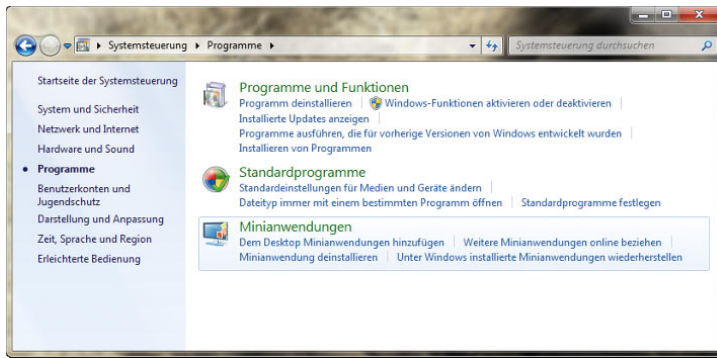 Systemsteuerung Programme
Systemsteuerung durchsuchen
Startseite der Systemsteuerung
System und Sicherheit
Netzwerk und Internet
Hardware und Sound
Programme
Benutzerkonten und
Jugendschutz
Darstellung und Anpassung
Zeit, Sprache und Region
Erleichterte Bedienung
Programme und Funktionen
Programm deinstallieren Windows-Funktionen aktivieren oder deaktivieren
Installierte Updates anzeigen
Programme ausführen, die für vorherige Versionen von Windows entwickelt wurden
Installieren von Programmen
Standardprogramme
Standardeinstellungen für Medien und Geräte ändern
Dateityp immer mit einem bestimmten Programm öffnen Standardprogramme festlegen
Minianwendungen
Dem Desktop Minianwendungen hinzufügen Weitere Minianwendungen online beziehen
Minianwendung deinstallieren Unter Windows installierte Minianwendungen wiederherstellen